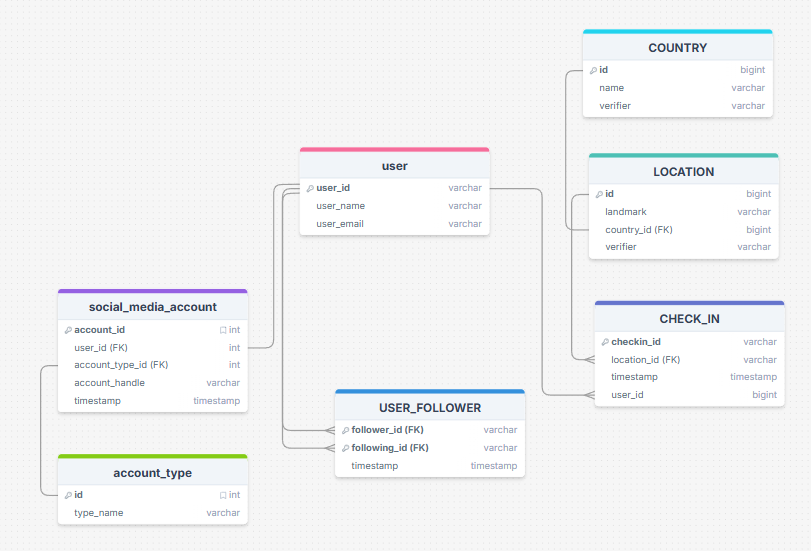 COUNTRY
id bigint
name varchar
verifier varchar
LOCATION
id bigint
landmark varchar
country_id (FK) bigint
verifier varchar
user
user_id varchar
user_name varchar
user_email varchar
social_media_account
account_id int
user_id (FK) int
account_type_id (FK) int
account_handle varchar
timestamp timestamp
CHECK_IN
checkin_id varchar
location_id (FK) varchar
timestamp timestamp
user_id bigint
USER_FOLLOWER
follower_id (FK) varchar
following_id (FK) varchar
timestamp timestamp
account_type
id int
type_name varchar